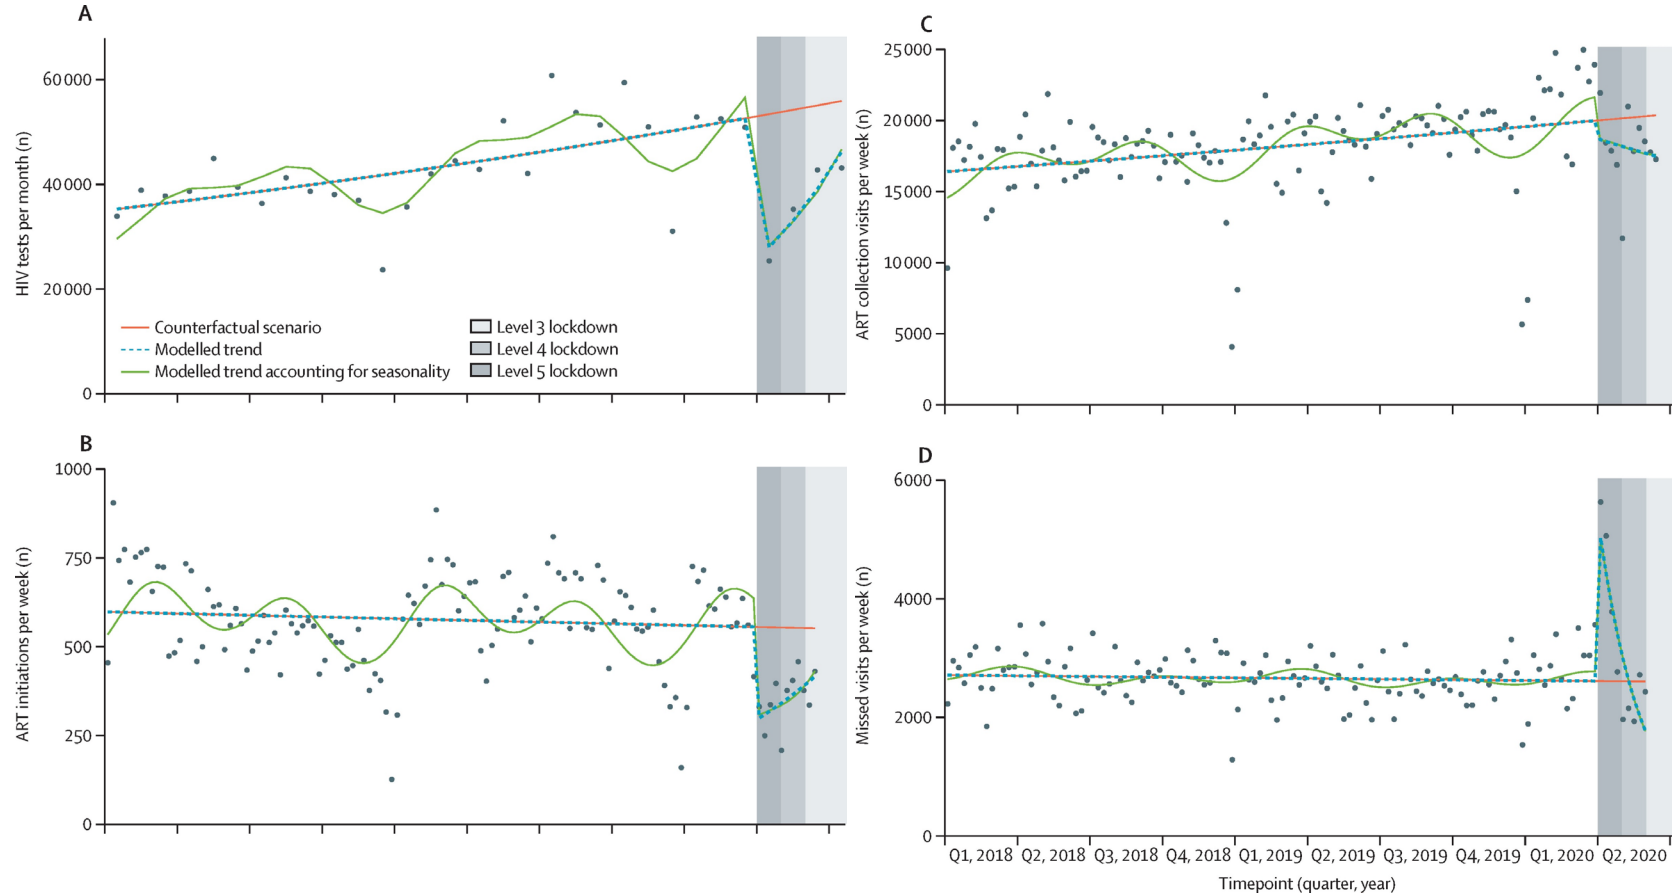 A
HIV tests per month (n)
60 000
40 000
20 000
0
Counterfactual scenario
Modelled trend
Modelled trend accounting for seasonality
Level 3 lockdown
Level 4 lockdown
Level 5 lockdown
B
ART initiations per week (n)
1000
750
500
250
0
C
ART collection visits per week (n)
25 000
20 000
15 000
10 000
5000
0
D
Missed visits per week (n)
6000
4000
2000
0
Q1, 2018 Q2, 2018 Q3, 2018 Q4, 2018 Q1, 2019 Q2, 2019 Q3, 2019 Q4, 2019 Q1, 2020 Q2, 2020
Timepoint (quarter, year)